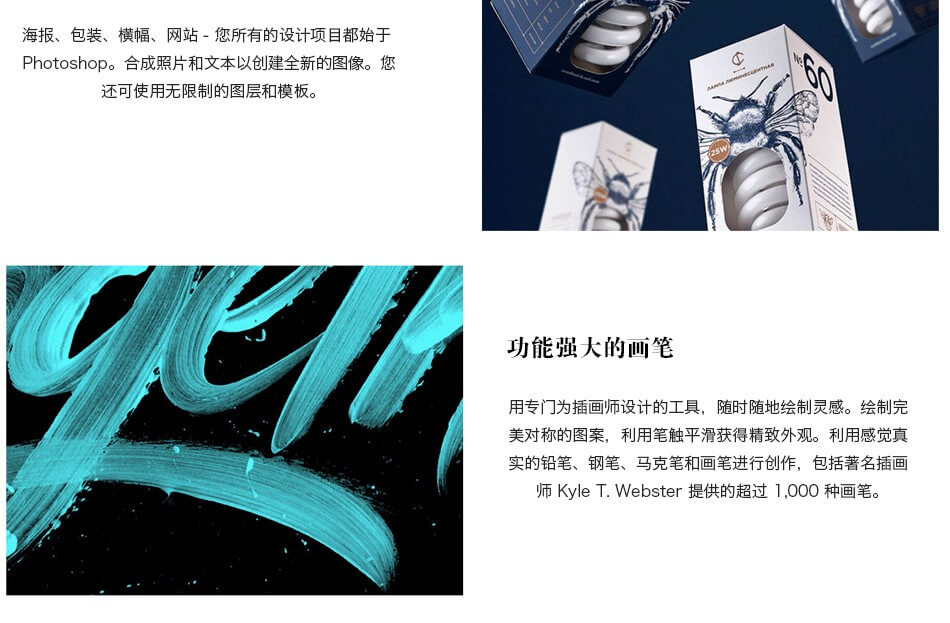 海报、包装、横幅、网站 - 您所有的设计项目都始于
Photoshop。合成照片和文本以创建全新的图像。您
还可使用无限制的图层和模板。
ЛАМПА ЛЮМИНЕСЦЕНТНАЯ
№60
25W
功能强大的画笔
用专门为插画师设计的工具，随时随地绘制灵感。绘制完
美对称的图案，利用笔触平滑获得精致外观。利用感觉真
实的铅笔、钢笔、马克笔和画笔进行创作，包括著名插画
师 Kyle T. Webster 提供的超过 1,000 种画笔。